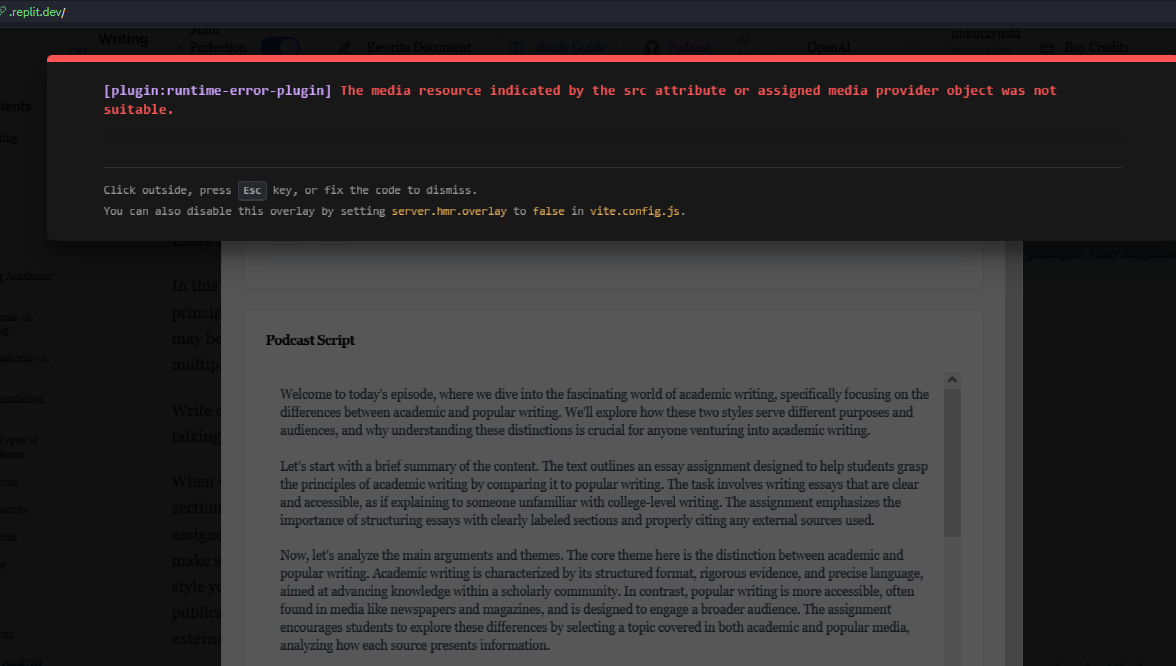 .replit.dev/
Writing
Main
Perfection
Rewrite Document
Study Guide
Podcast
AI
OpenAI
jmkuczynski
Buy Credits
[plugin:runtime-error-plugin] The media resource indicated by the src attribute or assigned media provider object was not
suitable.
Click outside, press Esc key, or fix the code to dismiss.
You can also disable this overlay by setting server.hmr.overlay to false in vite.config.js.
Essay
principles, essay assignme
g Academic
In this
princip
may be
multip
Write e
talking
When
section
assigne
make s
style yo
publica
externa
mic vs.
ademic vs.
Types of
Podcast Script
Welcome to today's episode, where we dive into the fascinating world of academic writing, specifically focusing on the
differences between academic and popular writing. We'll explore how these two styles serve different purposes and
audiences, and why understanding these distinctions is crucial for anyone venturing into academic writing.
Let's start with a brief summary of the content. The text outlines an essay assignment designed to help students grasp
the principles of academic writing by comparing it to popular writing. The task involves writing essays that are clear
and accessible, as if explaining to someone unfamiliar with college-level writing. The assignment emphasizes the
importance of structuring essays with clearly labeled sections and properly citing any external sources used.
Now, let's analyze the main arguments and themes. The core theme here is the distinction between academic and
popular writing. Academic writing is characterized by its structured format, rigorous evidence, and precise language,
aimed at advancing knowledge within a scholarly community. In contrast, popular writing is more accessible, often
found in media like newspapers and magazines, and is designed to engage a broader audience. The assignment
encourages students to explore these differences by selecting a topic covered in both academic and popular media,
analyzing how each source presents information.